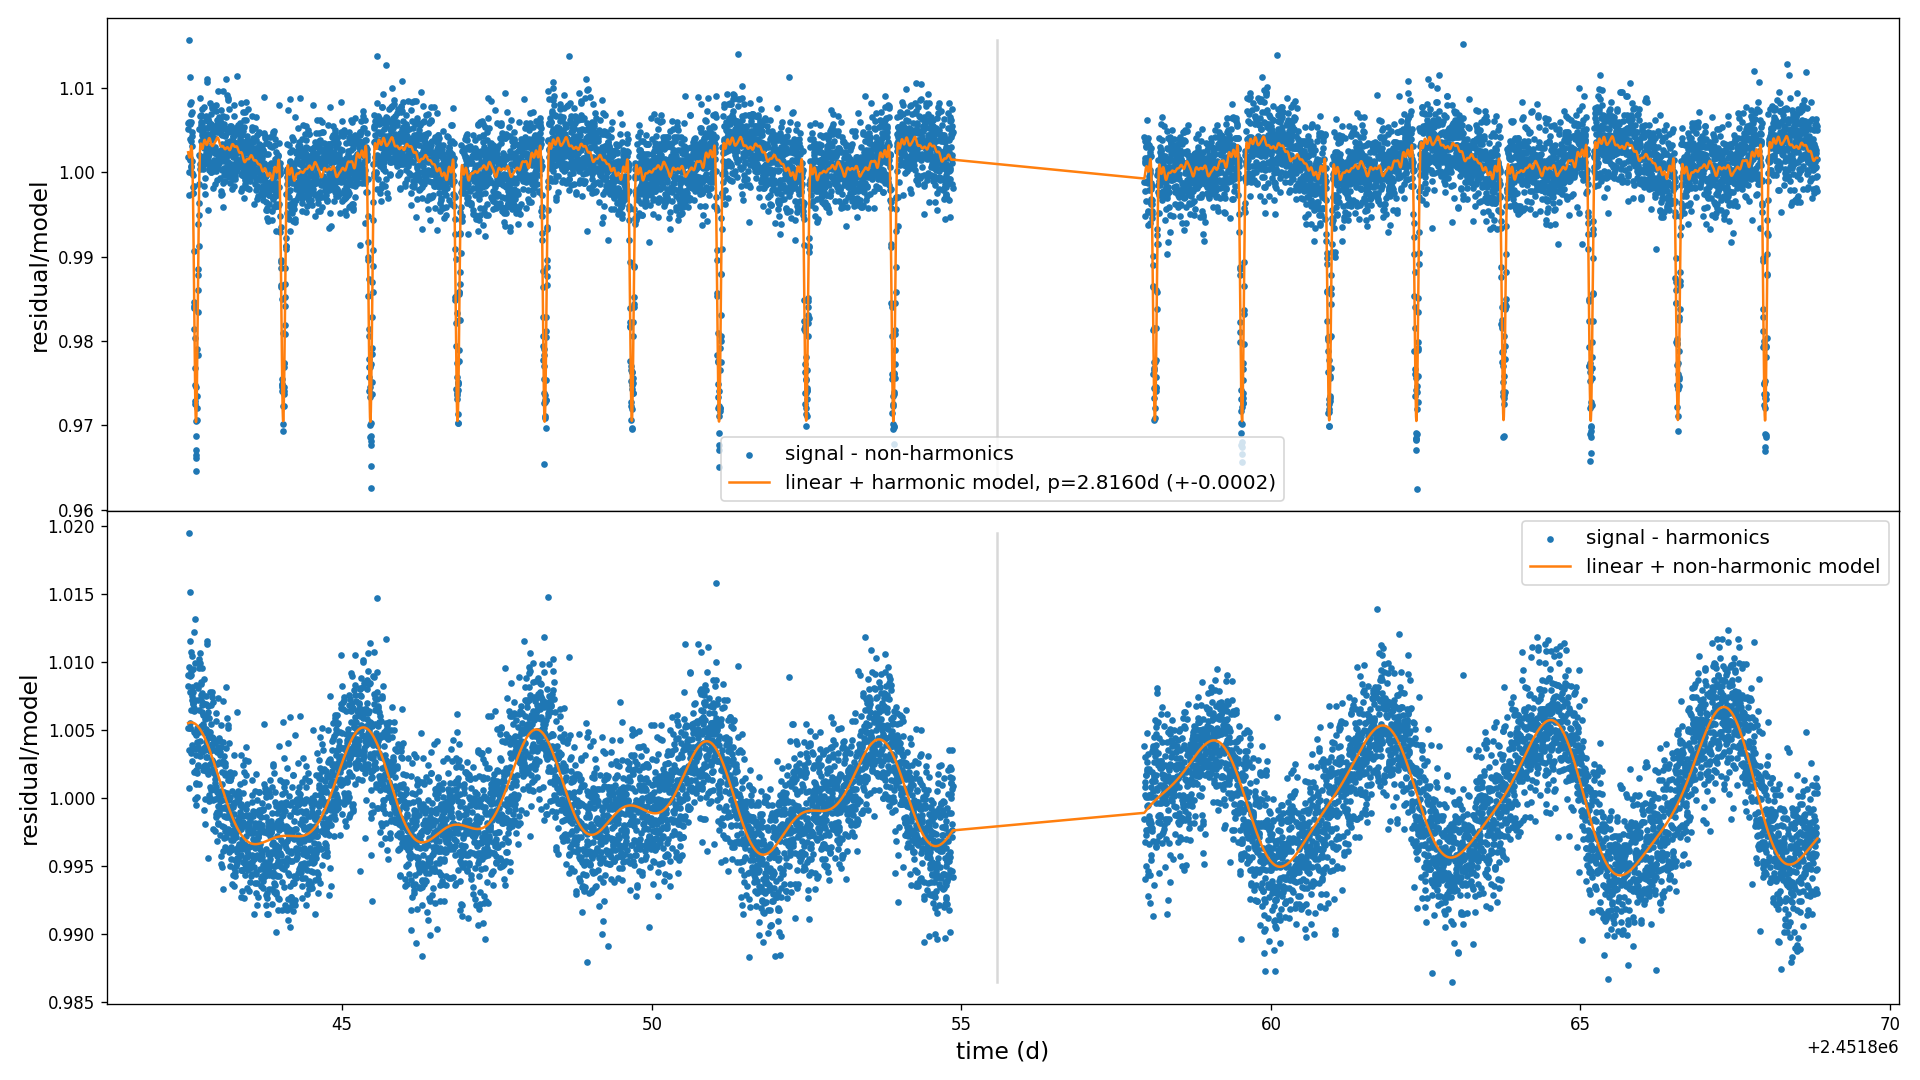 1.01
1.00
0.99
0.98
0.97
0.96
residual/model
signal - non-harmonics
linear + harmonic model, p=2.8160d (+-0.0002)
1.020
1.015
1.010
1.005
1.000
0.995
0.990
0.985
residual/model
signal - harmonics
linear + non-harmonic model
45 50 55 60 65 70
time (d)
+2.4518e6